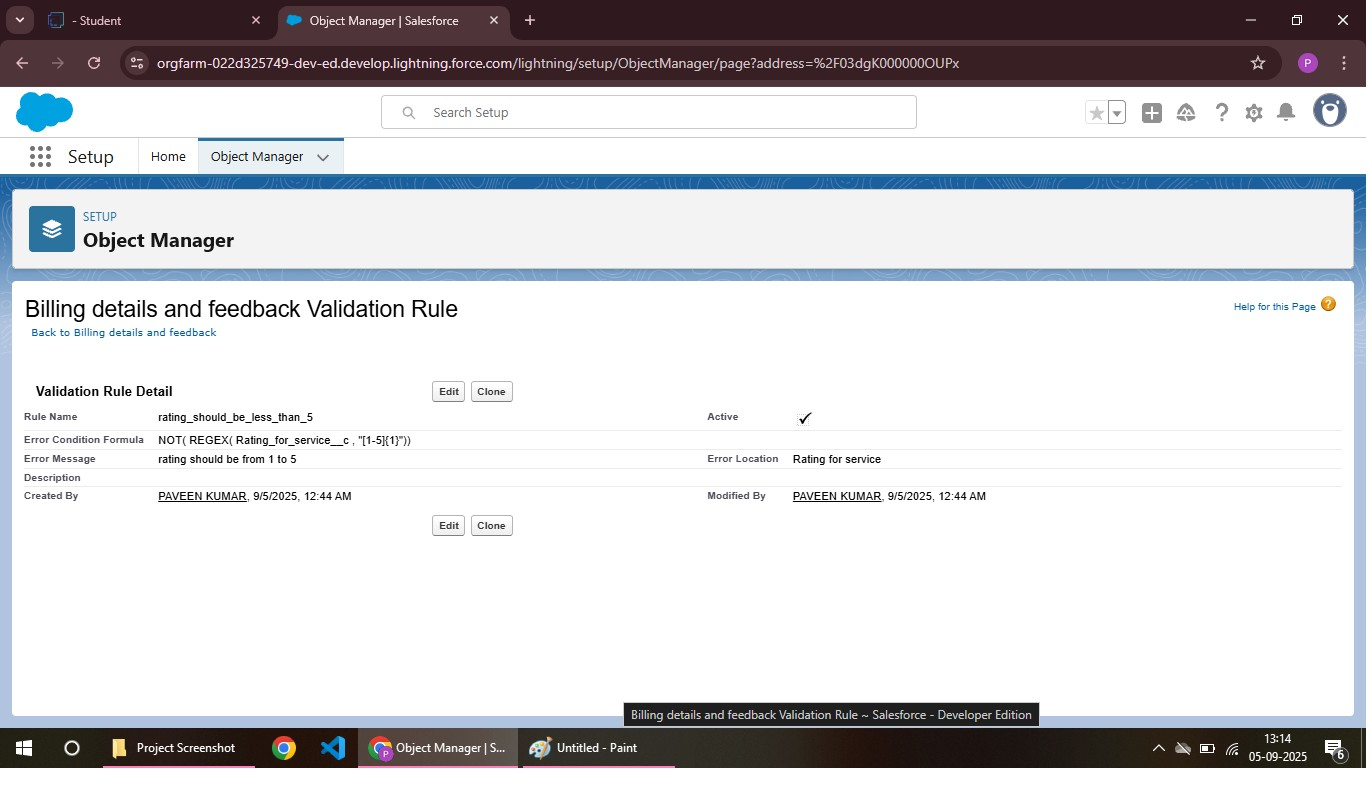 - Student
Object Manager | Salesforce
orgfarm-022d325749-dev-ed.develop.lightning.force.com/lightning/setup/ObjectManager/page?address=%2F03dgK000000OUPx
P
Search Setup
Setup
Home
Object Manager
SETUP
Object Manager
Billing details and feedback Validation Rule
Help for this Page ?
Back to Billing details and feedback
Validation Rule Detail
Edit
Clone
Rule Name rating_should_be_less_than_5 Active
Error Condition Formula NOT( REGEX( Rating_for_service__c , "[1-5]{1}"))
Error Message rating should be from 1 to 5 Error Location Rating for service
Description
Created By PAVEEN KUMAR, 9/5/2025, 12:44 AM Modified By PAVEEN KUMAR, 9/5/2025, 12:44 AM
Edit
Clone
Billing details and feedback Validation Rule ~ Salesforce - Developer Edition
Project Screenshot
P
Object Manager | S...
Untitled - Paint
13:14
05-09-2025
6